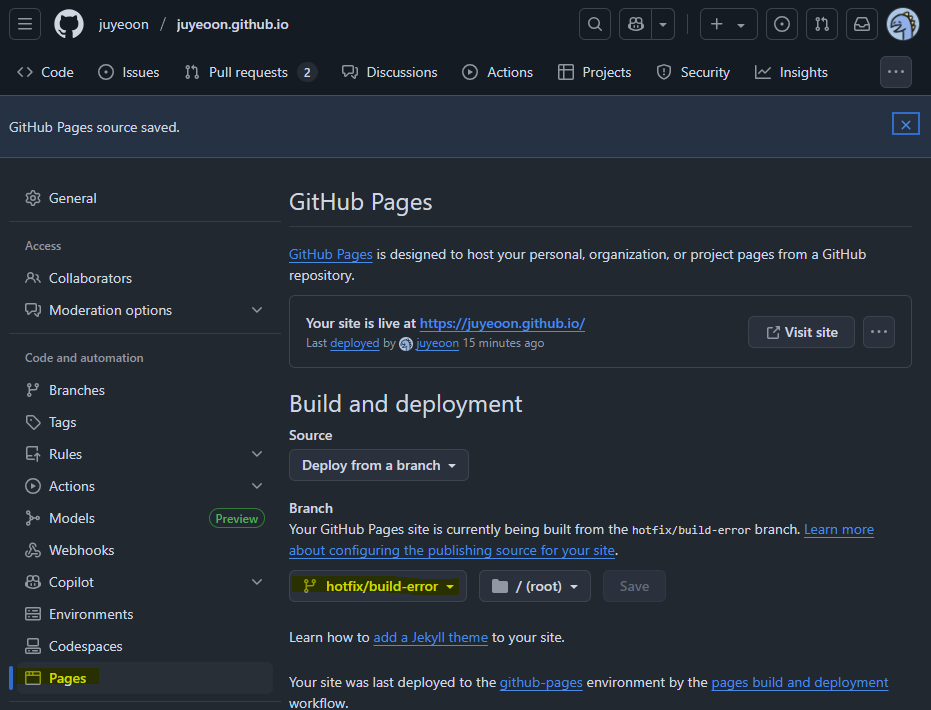 juyeoon / juyeoon.github.io
Code Issues Pull requests 2 Discussions Actions Projects Security Insights
GitHub Pages source saved.
General
Access
Collaborators
Moderation options
Code and automation
Branches
Tags
Rules
Actions
Models Preview
Webhooks
Copilot
Environments
Codespaces
Pages
GitHub Pages
GitHub Pages is designed to host your personal, organization, or project pages from a GitHub
repository.
Your site is live at https://juyeoon.github.io/
Last deployed by juyeoon 15 minutes ago
Visit site
Build and deployment
Source
Deploy from a branch
Branch
Your GitHub Pages site is currently being built from the hotfix/build-error branch. Learn more
about configuring the publishing source for your site.
hotfix/build-error / (root) Save
Learn how to add a Jekyll theme to your site.
Your site was last deployed to the github-pages environment by the pages build and deployment
workflow.